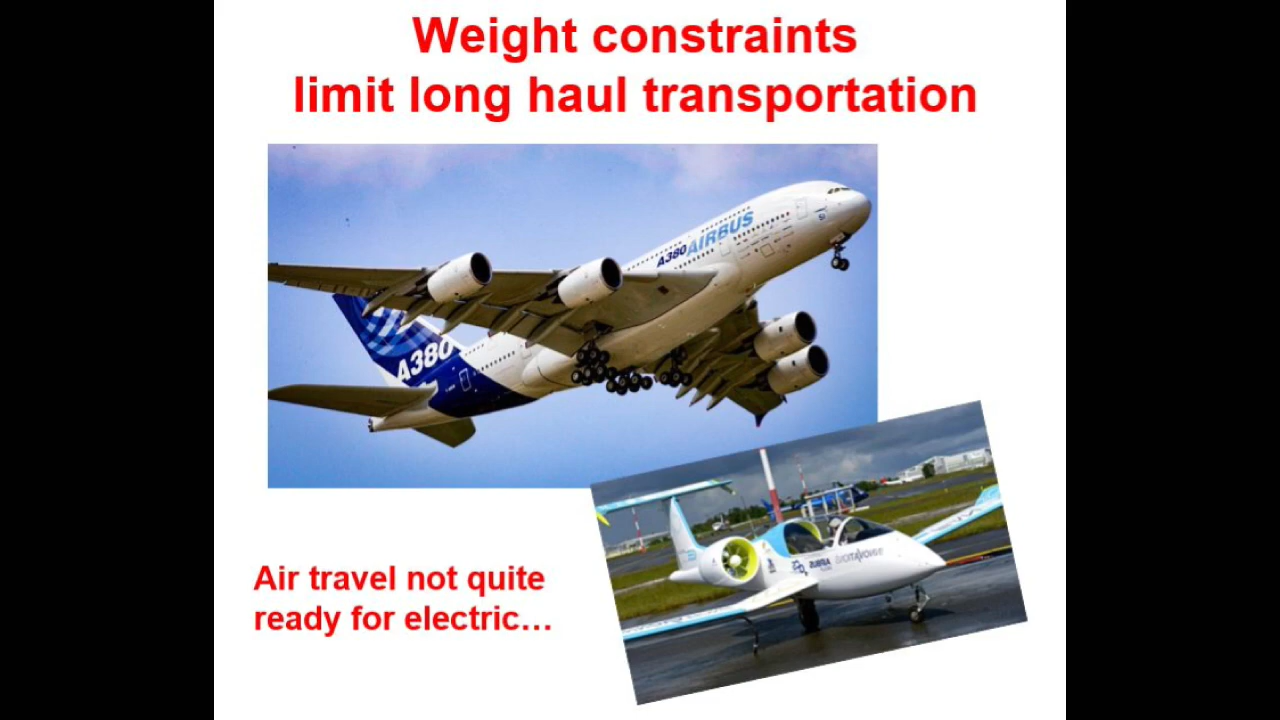 Weight constraints
limit long haul transportation
A380 AIRBUS
A380
Air travel not quite
ready for electric...